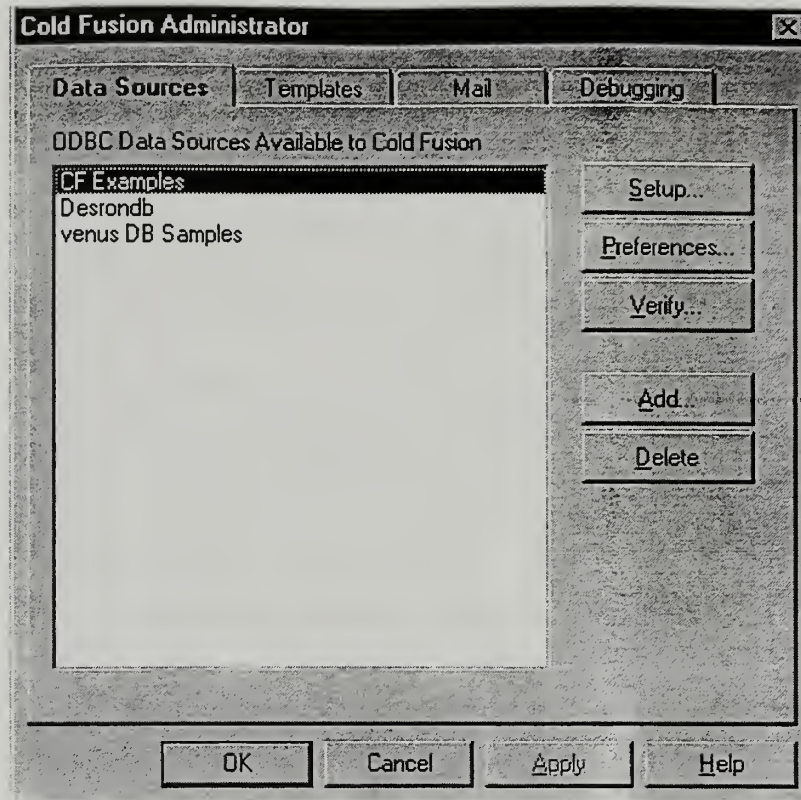 Cold Fusion Administrator
Data Sources Templates Mail Debugging
ODBC Data Sources Available to Cold Fusion
CF Examples
Desrondb
venus DB Samples
Setup...
Preferences...
Verify...
Add...
Delete
OK Cancel Apply Help